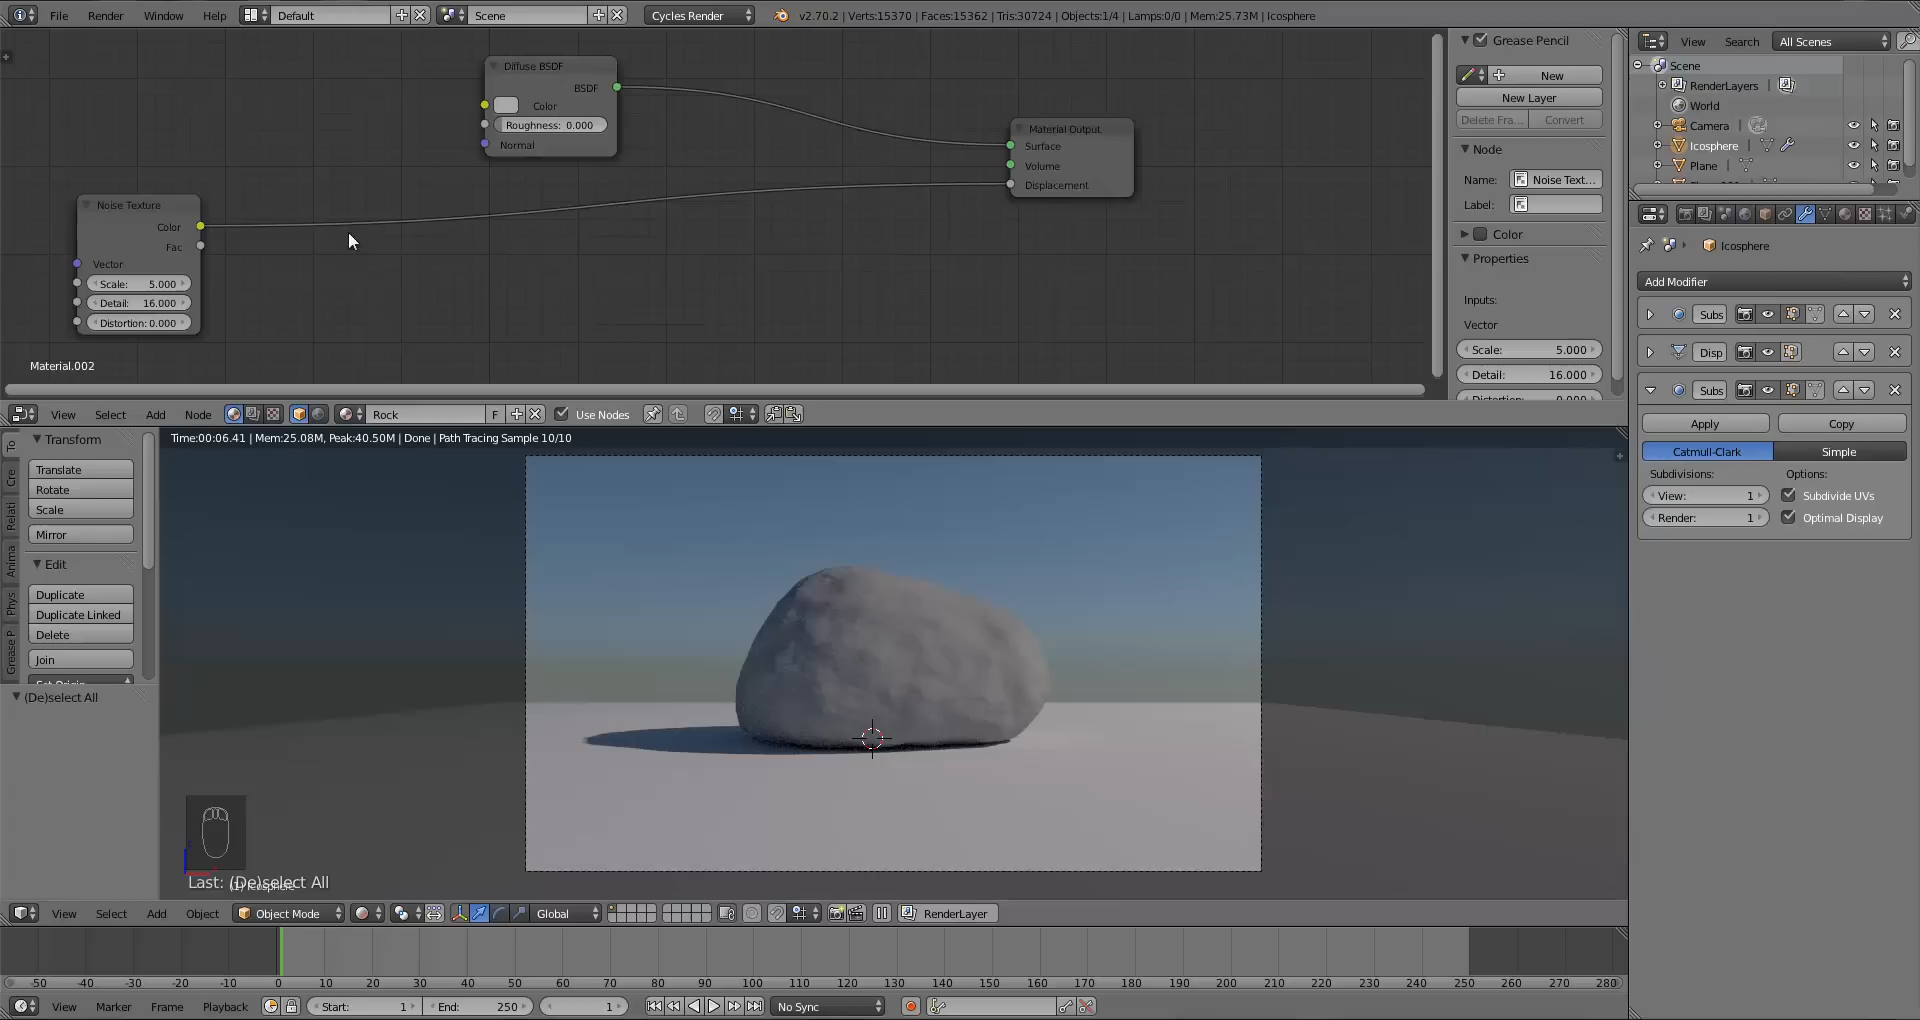 File Render Window Help Default Scene Cycles Render v2.70.2 | Verts:15370 | Faces:15362 | Tris:30724 | Objects:1/4 | Lamps:0/0 | Mem:25.73M | Icosphere
Diffuse BSDF
BSDF
Color
Roughness: 0.000
Normal
Material Output
Surface
Volume
Displacement
Noise Texture
Color
Fac
Vector
Scale: 5.000
Detail: 16.000
Distortion: 0.000
Material.002
Grease Pencil
New
New Layer
Delete Fra... Convert
Node
Name: Noise Text...
Label:
Color
Properties
Inputs:
Vector
Scale: 5.000
Detail: 16.000
View Search All Scenes
Scene
RenderLayers |
World
Camera |
Icosphere |
Plane |
Icosphere
Add Modifier
Subs
Disp
Subs
Apply Copy
Catmull-Clark Simple
Subdivisions: Options:
View: 1 Subdivide UVs
Render: 1 Optimal Display
View Select Add Node Rock F Use Nodes
Time:00:06.41 | Mem:25.08M, Peak:40.50M | Done | Path Tracing Sample 10/10
To
Cre
Relati
Anima
Phys
Grease P
Transform
Translate
Rotate
Scale
Mirror
Edit
Duplicate
Duplicate Linked
Delete
Join
(De)select All
Last: (De)select All
View Select Add Object Object Mode Global RenderLayer
-50 -40 -30 -20 -10 0 10 20 30 40 50 60 70 80 90 100 110 120 130 140 150 160 170 180 190 200 210 220 230 240 250 260 270 280
View Marker Frame Playback Start: 1 End: 250 1 No Sync